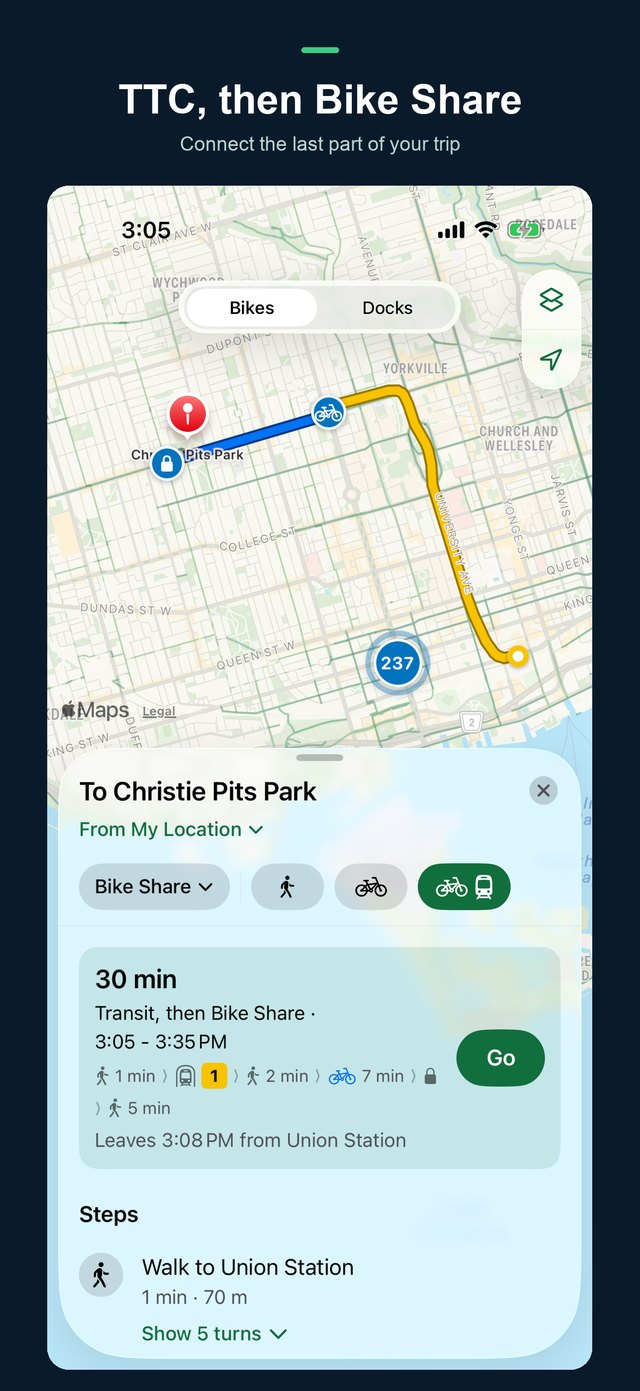 TTC, then Bike Share
Connect the last part of your trip
3:05
ROSEDALE
ST CLAIR AVE W
WYCHWOOD
Bikes
Docks
DUPONT
YORKVILLE
CHURCH AND
WELLESLEY
Pits Park
UNIVERSITY AVE
YONGE ST
JARVIS ST
COLLEGE ST
QUEEN
KING
DUNDAS ST W
QUEEN ST W
237
Maps
Legal
2
KING ST W
To Christie Pits Park
From My Location
Bike Share
30 min
Transit, then Bike Share ·
3:05 - 3:35 PM
1 min 〉 1 〉 2 min 〉 7 min 〉
〉 5 min
Go
Leaves 3:08 PM from Union Station
Steps
Walk to Union Station
1 min · 70 m
Show 5 turns